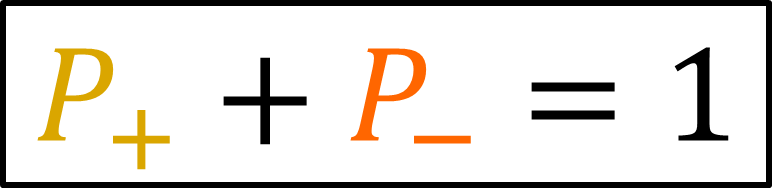 P₊ + P₋ = 1